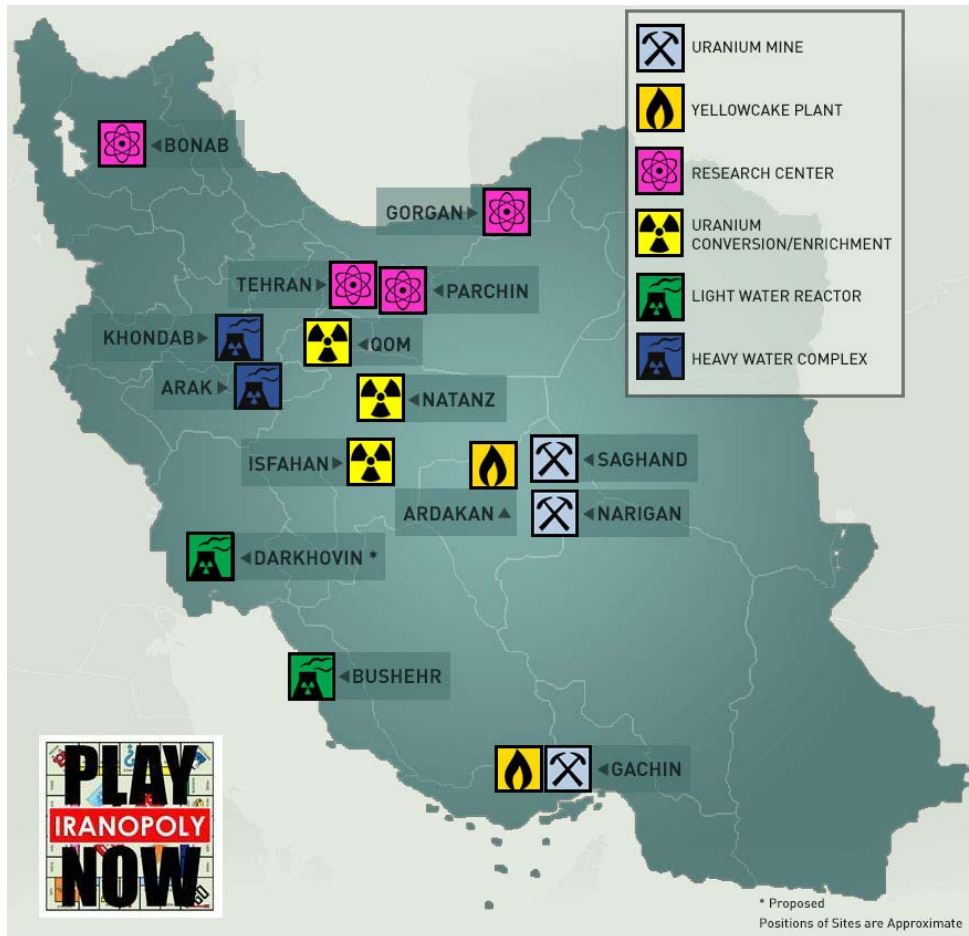 URANIUM MINE
YELLOWCAKE PLANT
RESEARCH CENTER
URANIUM
CONVERSION/ENRICHMENT
LIGHT WATER REACTOR
HEAVY WATER COMPLEX
BONAB
GORGAN
TEHRAN
PARCHIN
KHONDAB
QOM
ARAK
NATANZ
ISFAHAN
SAGHAND
ARDAKAN
NARIGAN
DARKHOVIN *
BUSHEHR
GACHIN
PLAY
IRANOPOLY
NOW
* Proposed
Positions of Sites are Approximate